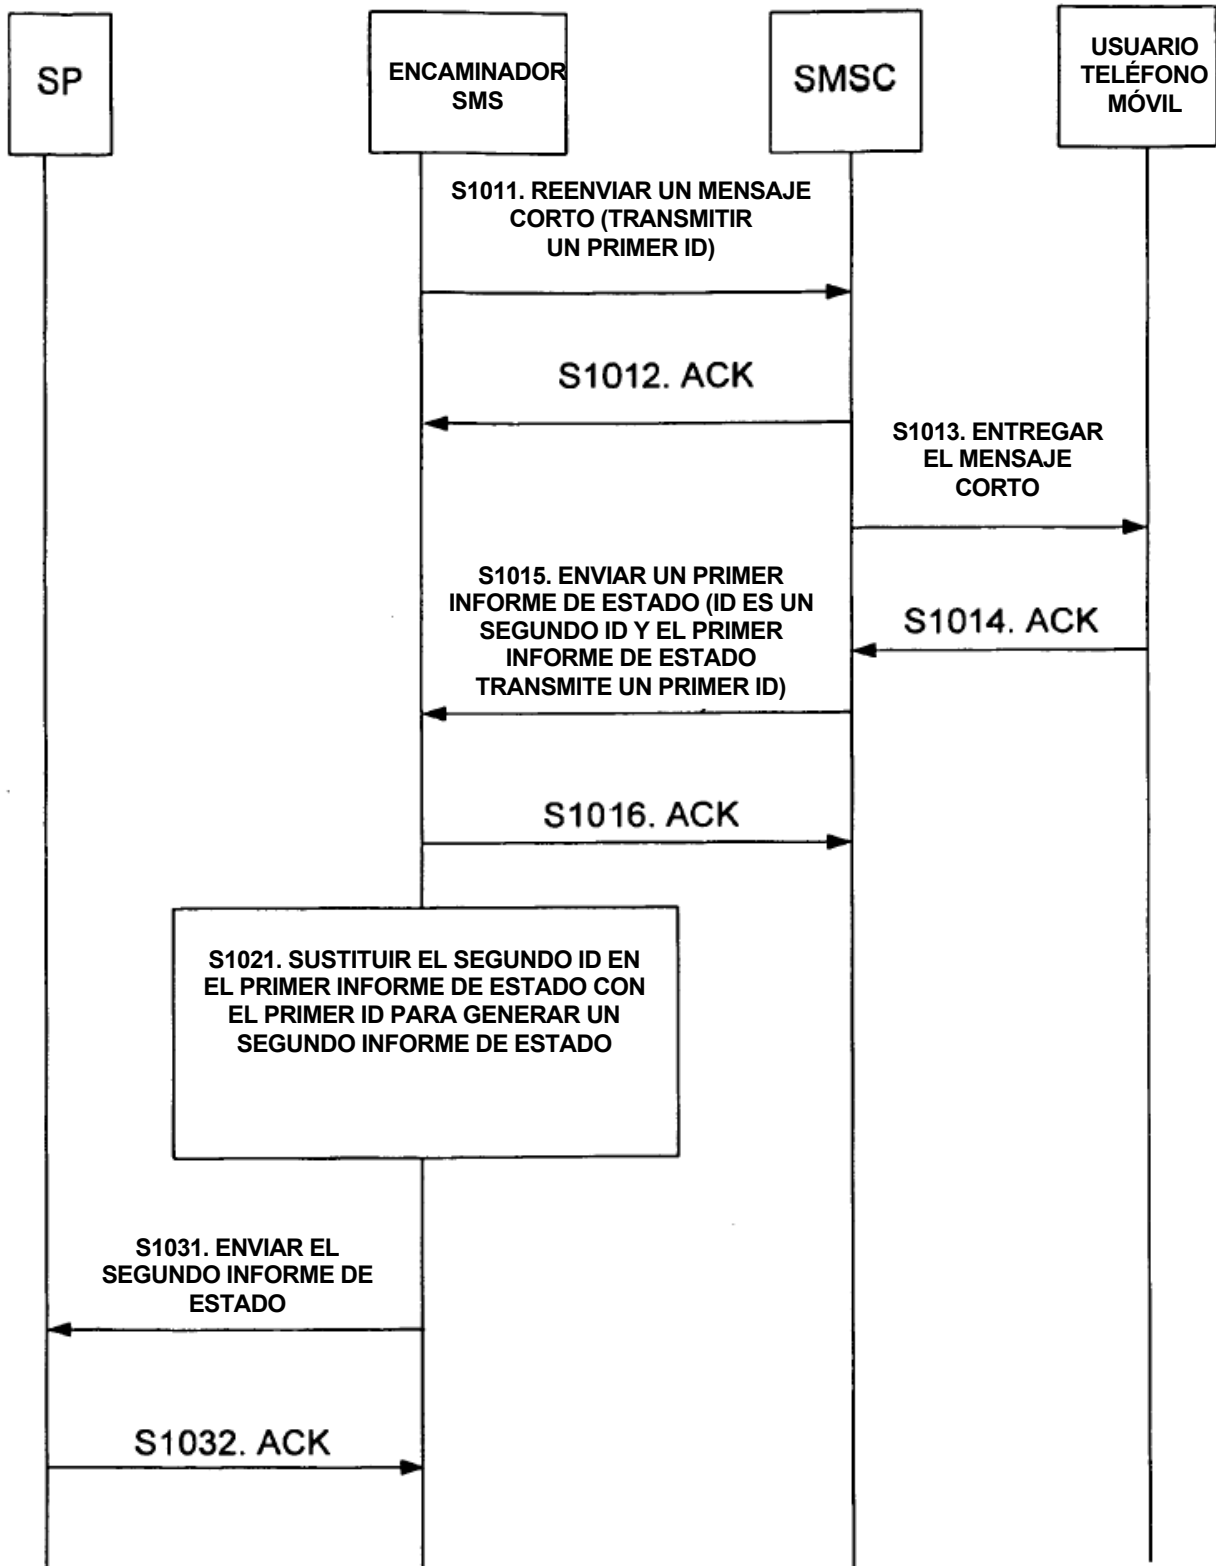 SP
ENCAMINADOR
SMS
SMSC
USUARIO
TELÉFONO
MÓVIL
S1011. REENVIAR UN MENSAJE
CORTO (TRANSMITIR
UN PRIMER ID)
S1012. ACK
S1013. ENTREGAR
EL MENSAJE
CORTO
S1015. ENVIAR UN PRIMER
INFORME DE ESTADO (ID ES UN
SEGUNDO ID Y EL PRIMER
INFORME DE ESTADO
TRANSMITE UN PRIMER ID)
S1014. ACK
S1016. ACK
S1021. SUSTITUIR EL SEGUNDO ID EN
EL PRIMER INFORME DE ESTADO CON
EL PRIMER ID PARA GENERAR UN
SEGUNDO INFORME DE ESTADO
S1031. ENVIAR EL
SEGUNDO INFORME DE
ESTADO
S1032. ACK